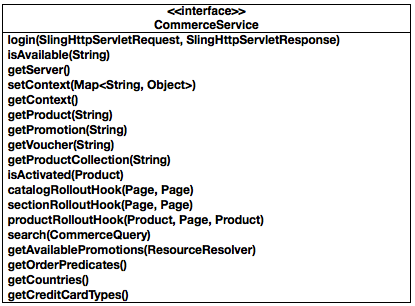 <<interface>>
CommerceService
login(SlingHttpServletRequest, SlingHttpServletResponse)
isAvailable(String)
getServer()
setContext(Map<String, Object>)
getContext()
getProduct(String)
getPromotion(String)
getVoucher(String)
getProductCollection(String)
isActivated(Product)
catalogRolloutHook(Page, Page)
sectionRolloutHook(Page, Page)
productRolloutHook(Product, Page, Product)
search(CommerceQuery)
getAvailablePromotions(ResourceResolver)
getOrderPredicates()
getCountries()
getCreditCardTypes()